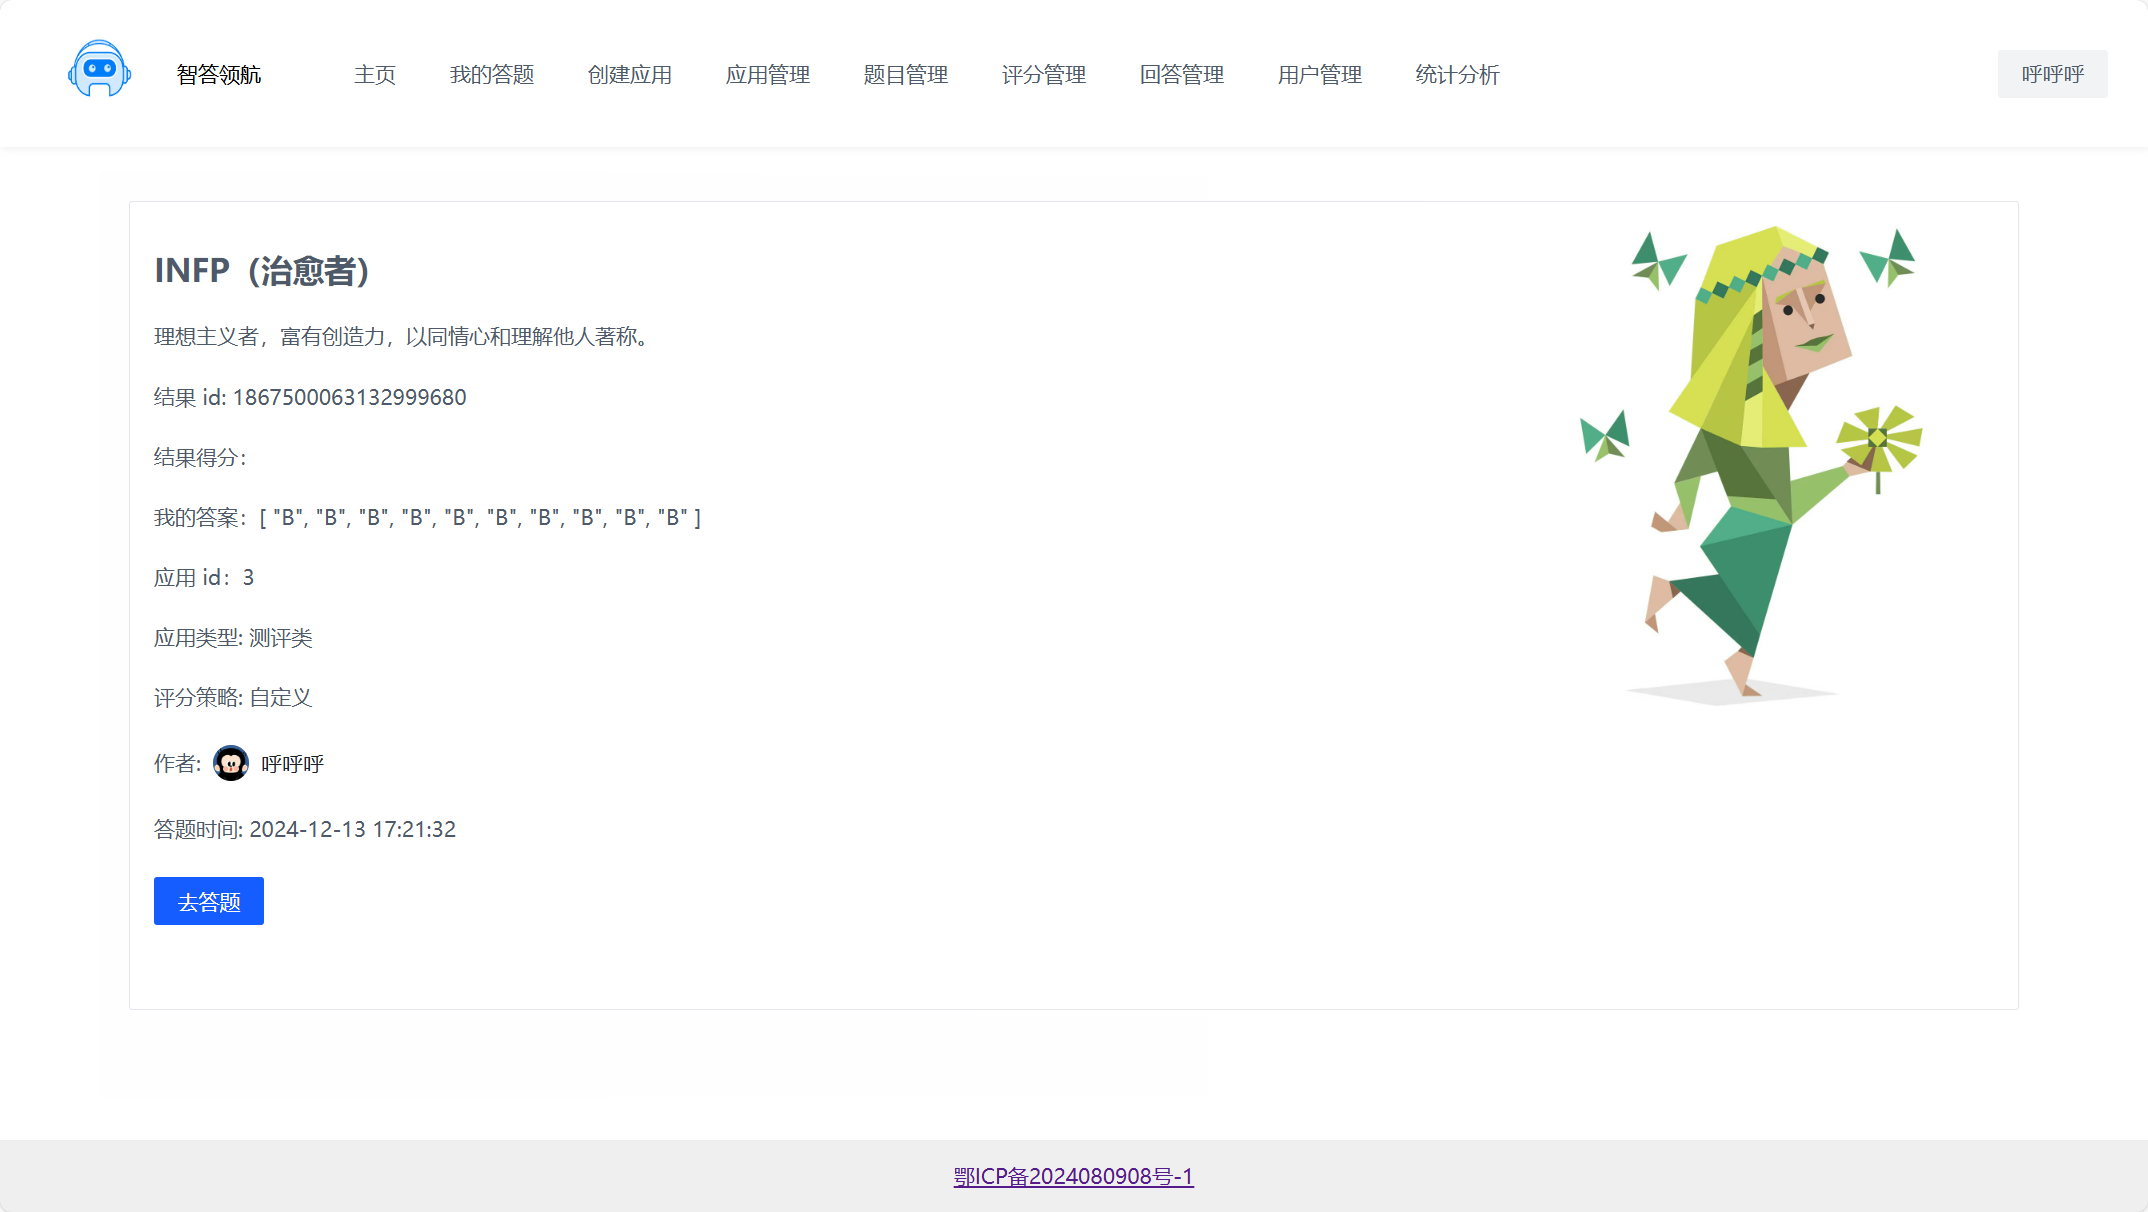 智答领航 主页 我的答题 创建应用 应用管理 题目管理 评分管理 回答管理 用户管理 统计分析 呼呼呼
INFP（治愈者）
理想主义者，富有创造力，以同情心和理解他人著称。
结果 id: 1867500063132999680
结果得分：
我的答案：[ "B", "B", "B", "B", "B", "B", "B", "B", "B", "B" ]
应用 id：3
应用类型: 测评类
评分策略: 自定义
作者: 呼呼呼
答题时间: 2024-12-13 17:21:32
去答题
鄂ICP备2024080908号-1